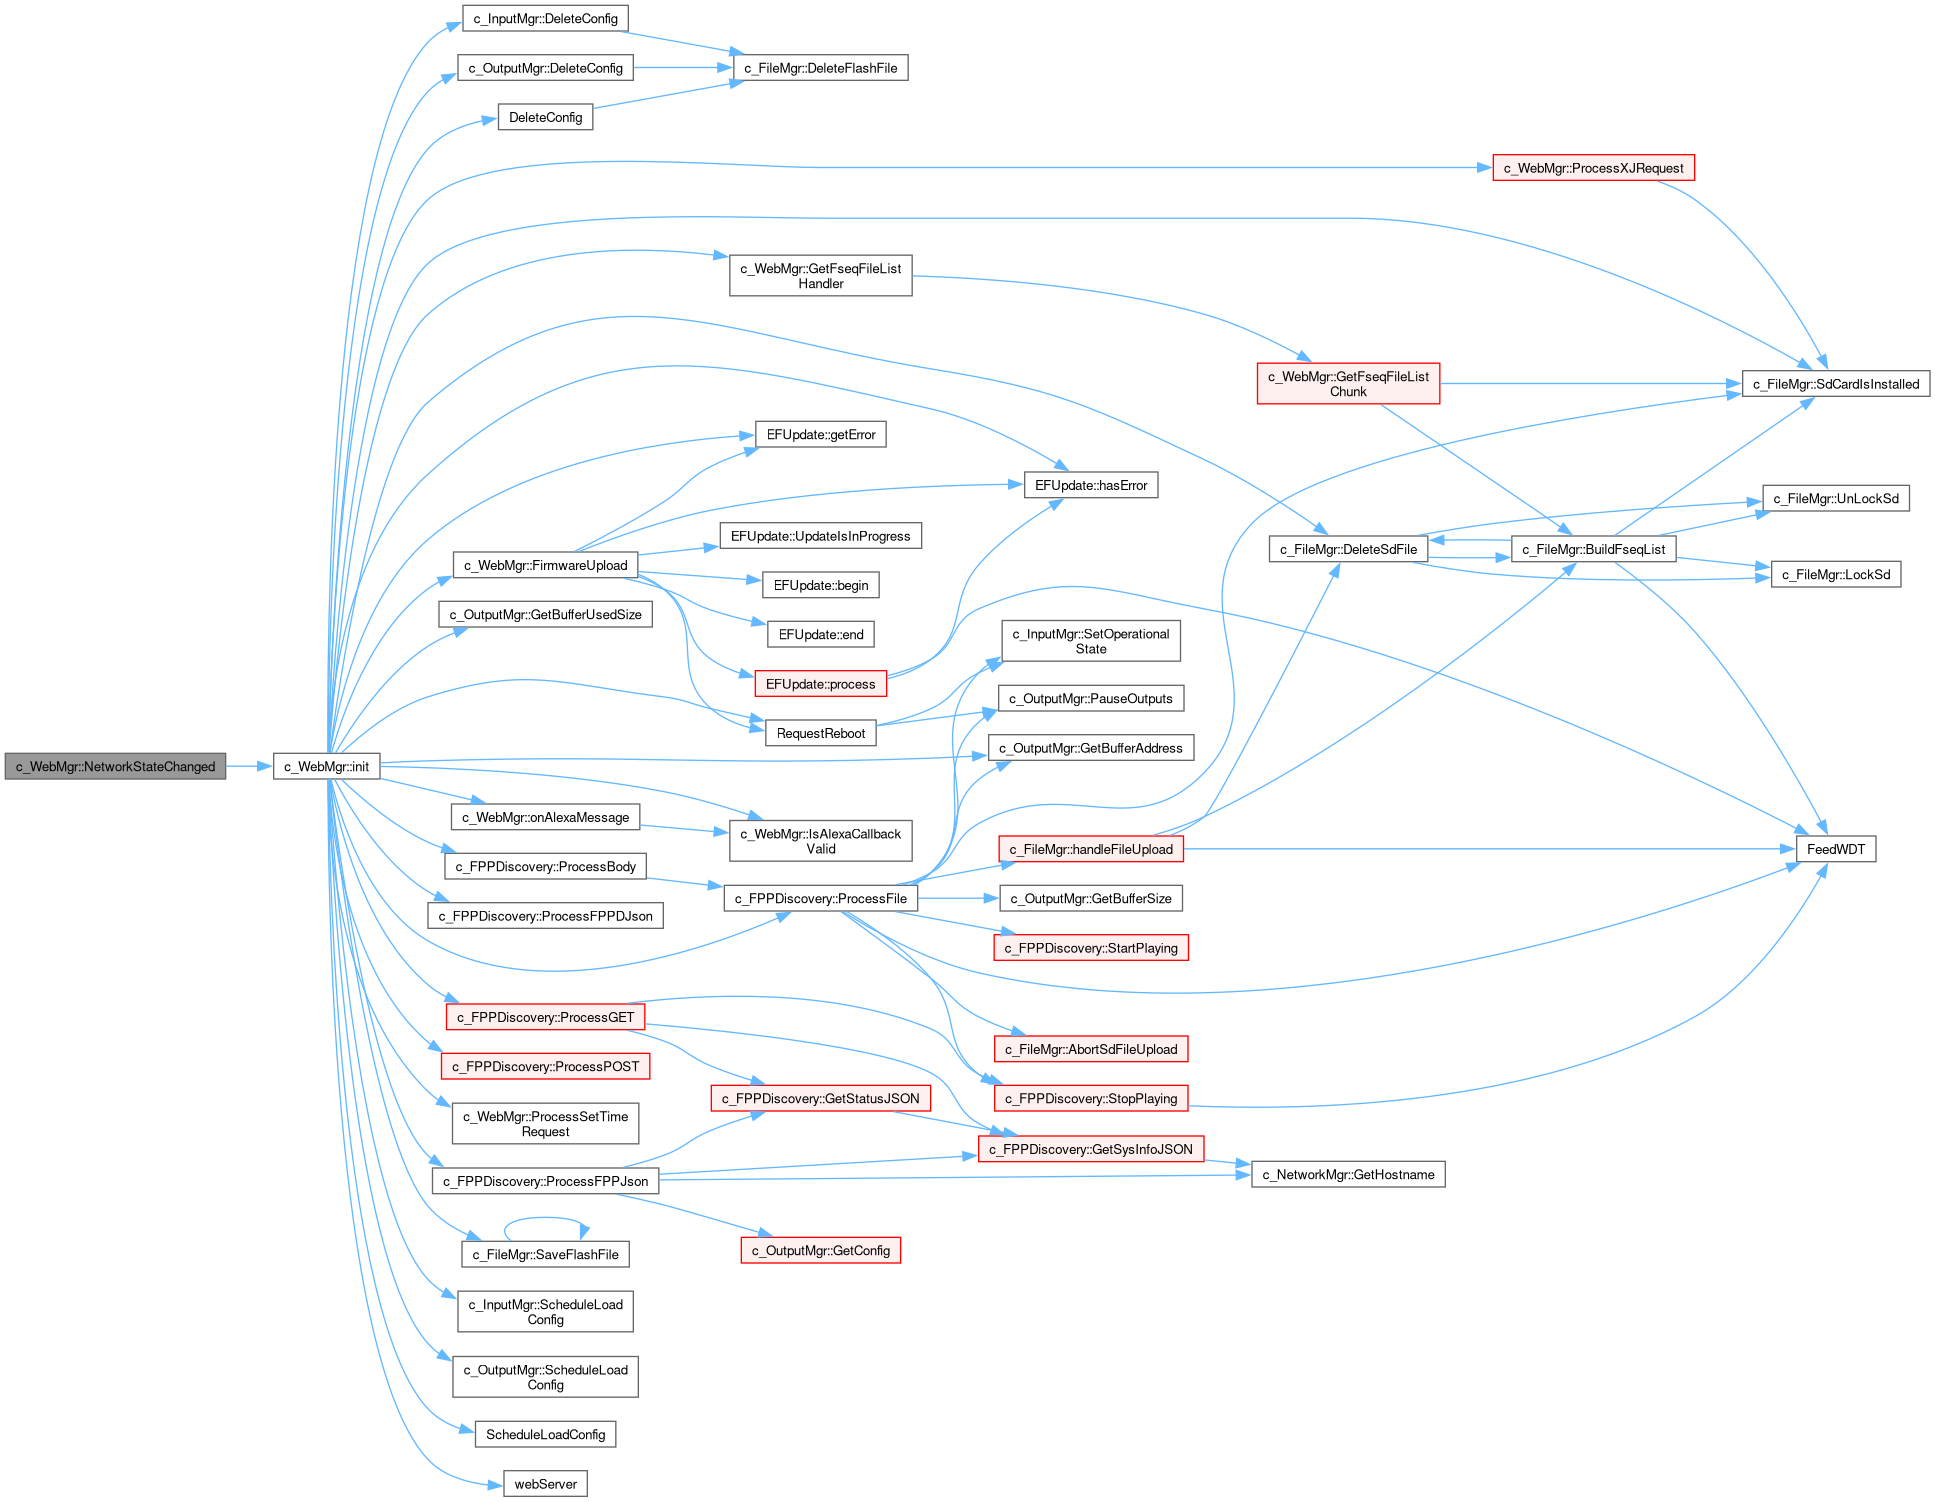 c_InputMgr::DeleteConfig
c_OutputMgr::DeleteConfig
c_FileMgr::DeleteFlashFile
DeleteConfig
c_WebMgr::ProcessXJRequest
c_WebMgr::GetFseqFileList
Handler
c_WebMgr::GetFseqFileList
Chunk
c_FileMgr::SdCardIsInstalled
EFUpdate::getError
EFUpdate::hasError
c_FileMgr::UnLockSd
EFUpdate::UpdateIsInProgress
c_FileMgr::DeleteSdFile
c_FileMgr::BuildFseqList
c_WebMgr::FirmwareUpload
c_FileMgr::LockSd
EFUpdate::begin
c_OutputMgr::GetBufferUsedSize
EFUpdate::end
c_InputMgr::SetOperational
State
EFUpdate::process
c_OutputMgr::PauseOutputs
RequestReboot
c_OutputMgr::GetBufferAddress
c_WebMgr::NetworkStateChanged
c_WebMgr::init
c_WebMgr::onAlexaMessage
c_WebMgr::IsAlexaCallback
Valid
c_FileMgr::handleFileUpload
FeedWDT
c_FPPDiscovery::ProcessBody
c_FPPDiscovery::ProcessFile
c_OutputMgr::GetBufferSize
c_FPPDiscovery::ProcessFPPDJson
c_FPPDiscovery::StartPlaying
c_FPPDiscovery::ProcessGET
c_FileMgr::AbortSdFileUpload
c_FPPDiscovery::ProcessPOST
c_FPPDiscovery::GetStatusJSON
c_FPPDiscovery::StopPlaying
c_WebMgr::ProcessSetTime
Request
c_FPPDiscovery::GetSysInfoJSON
c_NetworkMgr::GetHostname
c_FPPDiscovery::ProcessFPPJson
c_OutputMgr::GetConfig
c_FileMgr::SaveFlashFile
c_InputMgr::ScheduleLoad
Config
c_OutputMgr::ScheduleLoad
Config
ScheduleLoadConfig
webServer